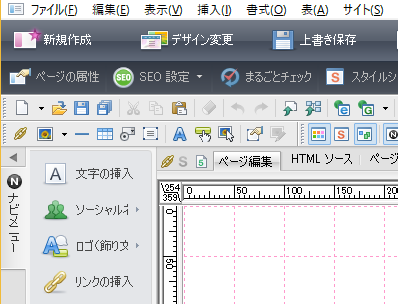 ファイル(F) 編集(E) 表示(V) 挿入(I) 書式(O) 表(A) サイト(S)
新規作成 デザイン変更 上書き保存
ページの属性 SEO SEO 設定 まるごとチェック スタイルシ
S 5 ページ編集 HTML ソース ペー
254 359 0 50 100 150 200
N ナビメニュー
文字の挿入
ソーシャルネ
ロゴ(飾り文
リンクの挿入
0 50